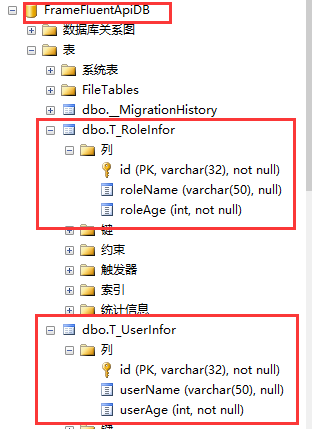 FrameFluentApiDB
数据库关系图
表
系统表
FileTables
dbo.__MigrationHistory
dbo.T_RoleInfor
列
id (PK, varchar(32), not null)
roleName (varchar(50), null)
roleAge (int, not null)
键
约束
触发器
索引
统计信息
dbo.T_UserInfor
列
id (PK, varchar(32), not null)
userName (varchar(50), null)
userAge (int, not null)
键